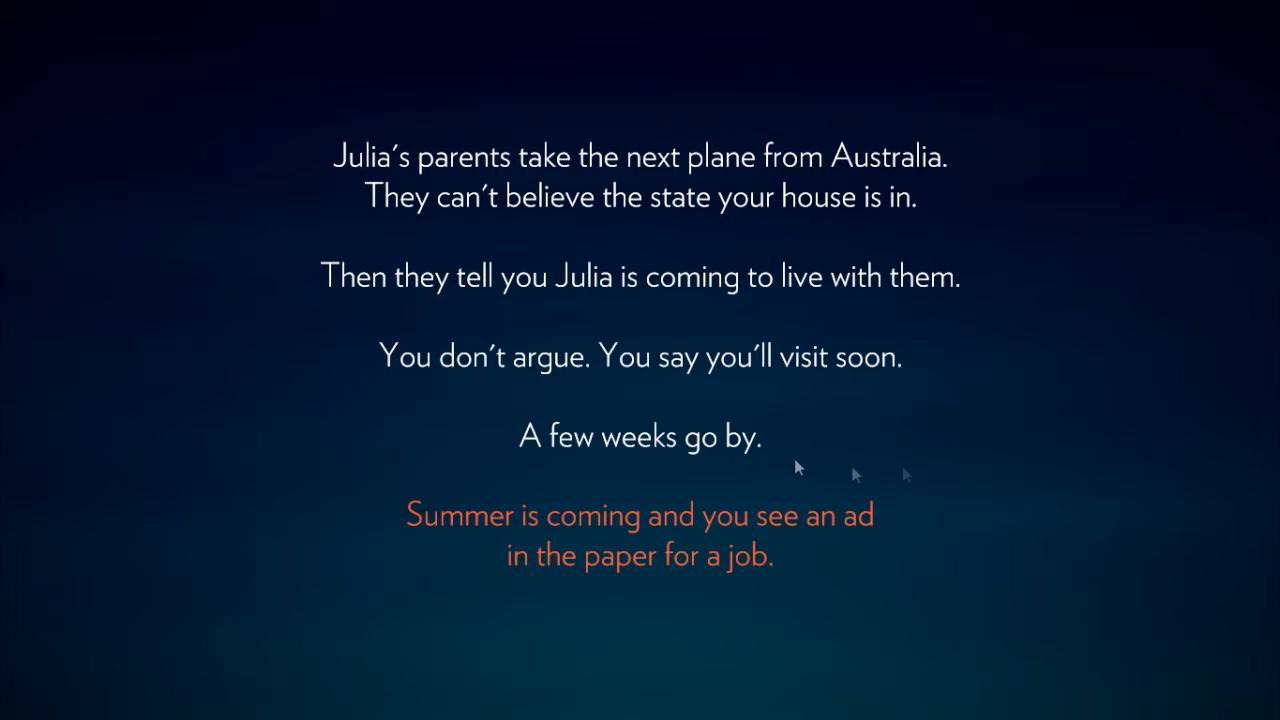 Julia's parents take the next plane from Australia.
They can't believe the state your house is in.
Then they tell you Julia is coming to live with them.
You don't argue. You say you'll visit soon.
A few weeks go by.
Summer is coming and you see an ad
in the paper for a job.